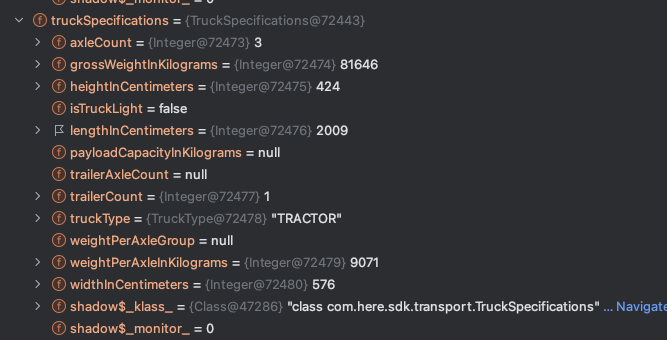 shadow$_monitor_ = 0
truckSpecifications = {TruckSpecifications@72443}
axleCount = {Integer@72473} 3
grossWeightInKilograms = {Integer@72474} 81646
heightInCentimeters = {Integer@72475} 424
isTruckLight = false
lengthInCentimeters = {Integer@72476} 2009
payloadCapacityInKilograms = null
trailerAxleCount = null
trailerCount = {Integer@72477} 1
truckType = {TruckType@72478} "TRACTOR"
weightPerAxleGroup = null
weightPerAxleInKilograms = {Integer@72479} 9071
widthInCentimeters = {Integer@72480} 576
shadow$_klass_ = {Class@47286} "class com.here.sdk.transport.TruckSpecifications" ... Navigate
shadow$_monitor_ = 0